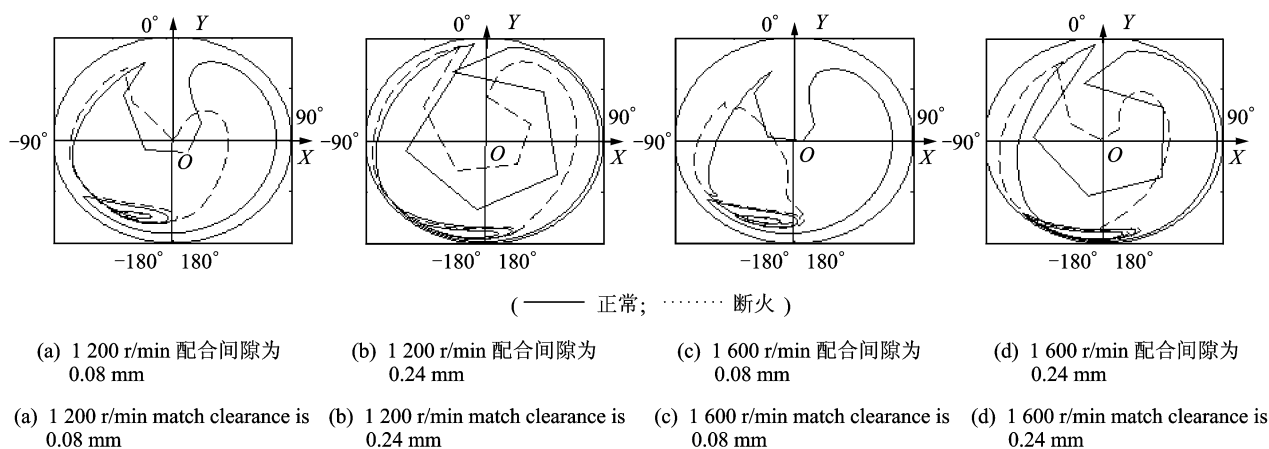 0° Y
90°
−90° O X
−180° 180°
0° Y
90°
−90° O X
−180° 180°
0° Y
90°
−90° O X
−180° 180°
0° Y
90°
−90° O X
−180° 180°
( —— 正常; ········ 断火 )
(a) 1 200 r/min 配合间隙为
0.08 mm
(b) 1 200 r/min 配合间隙为
0.24 mm
(c) 1 600 r/min 配合间隙为
0.08 mm
(d) 1 600 r/min 配合间隙为
0.24 mm
(a) 1 200 r/min match clearance is
0.08 mm
(b) 1 200 r/min match clearance is
0.24 mm
(c) 1 600 r/min match clearance is
0.08 mm
(d) 1 600 r/min match clearance is
0.24 mm